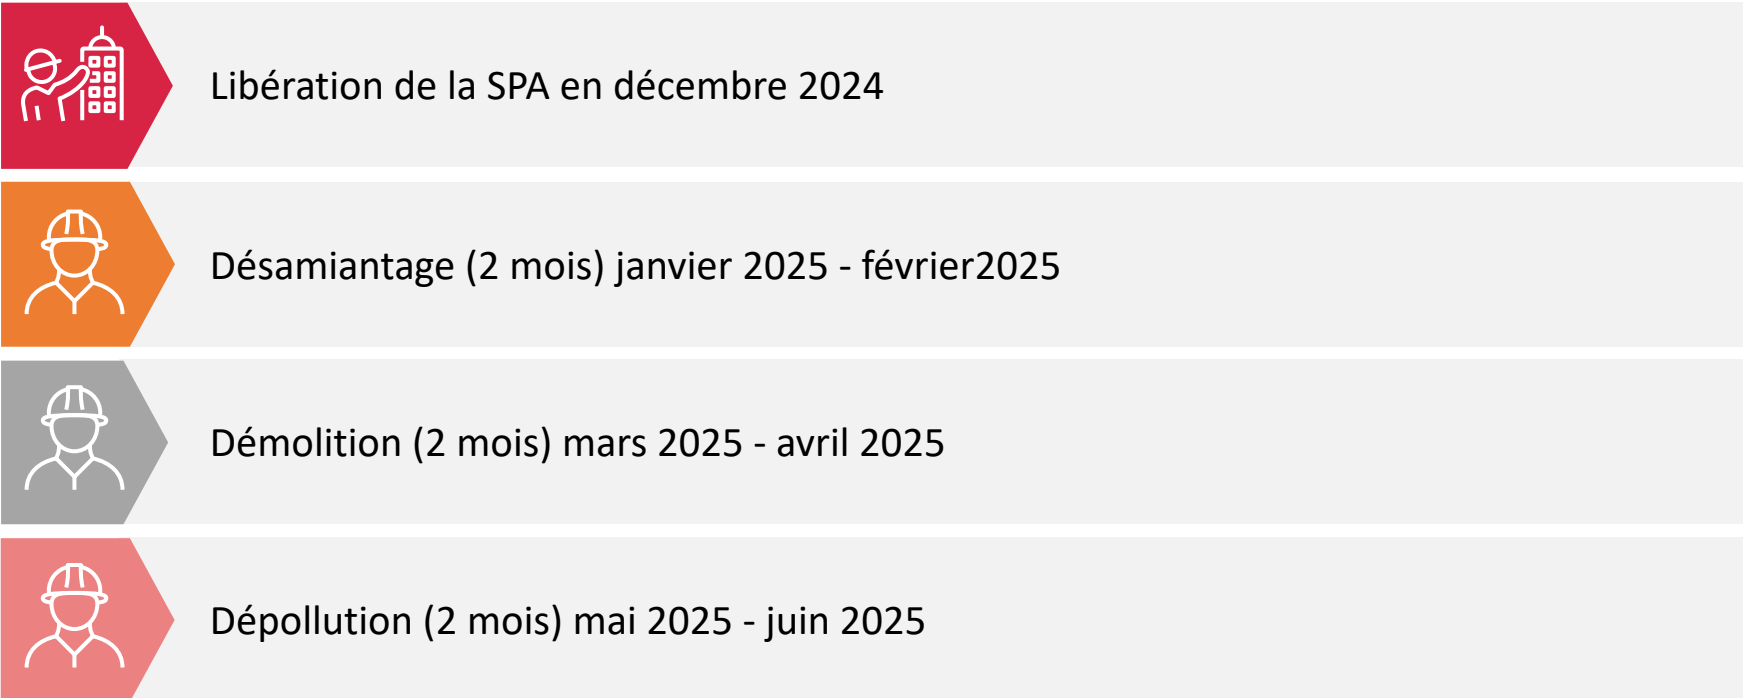 Libération de la SPA en décembre 2024
Désamiantage (2 mois) janvier 2025 - février2025
Démolition (2 mois) mars 2025 - avril 2025
Dépollution (2 mois) mai 2025 - juin 2025